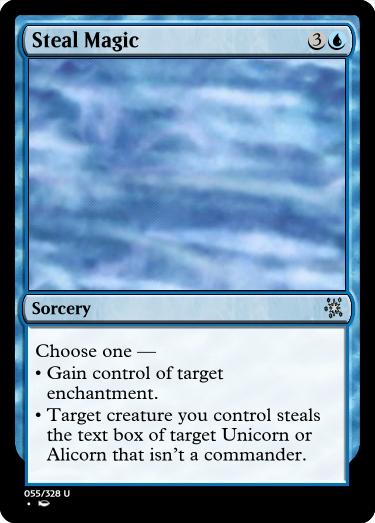 Steal Magic 3
Sorcery
Choose one —
• Gain control of target
enchantment.
• Target creature you control steals
the text box of target Unicorn or
Alicorn that isn't a commander.
055/328 U
•